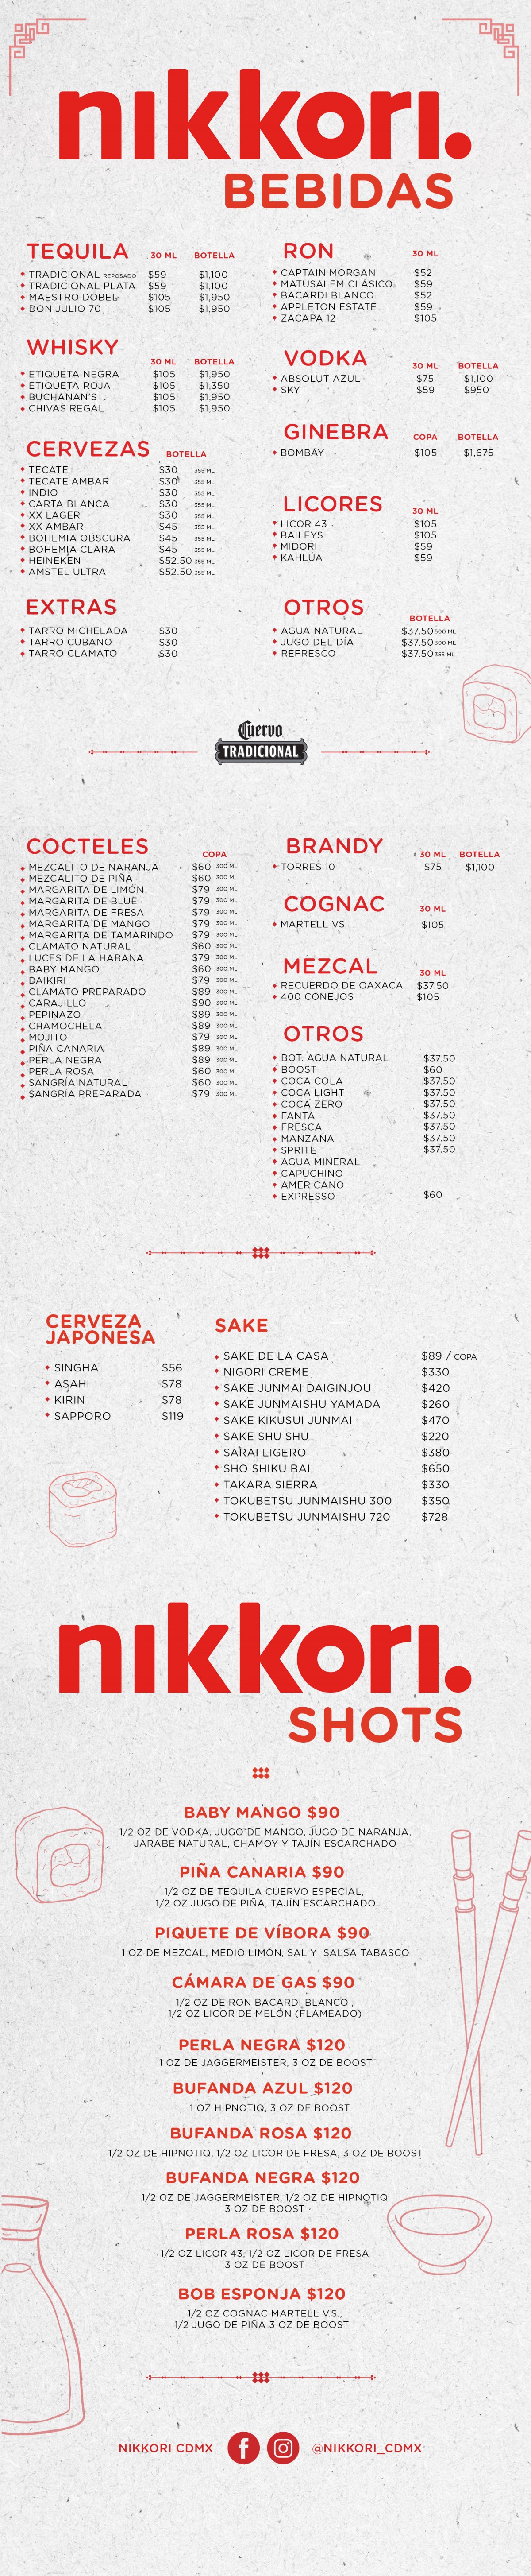 nikkori.
BEBIDAS
TEQUILA 30 ML BOTELLA
TRADICIONAL REPOSADO $59 $1,100
TRADICIONAL PLATA $59 $1,100
MAESTRO DOBEL $105 $1,950
DON JULIO 70 $105 $1,950
WHISKY
30 ML BOTELLA
ETIQUETA NEGRA $105 $1,950
ETIQUETA ROJA $105 $1,350
BUCHANAN'S $105 $1,950
CHIVAS REGAL $105 $1,950
CERVEZAS BOTELLA
TECATE $30 355 ML
TECATE AMBAR $30 355 ML
INDIO $30 355 ML
CARTA BLANCA $30 355 ML
XX LAGER $30 355 ML
XX AMBAR $45 355 ML
BOHEMIA OBSCURA $45 355 ML
BOHEMIA CLARA $45 355 ML
HEINEKEN $52.50 355 ML
AMSTEL ULTRA $52.50 355 ML
EXTRAS
TARRO MICHELADA $30
TARRO CUBANO $30
TARRO CLAMATO $30
RON 30 ML
CAPTAIN MORGAN $52
MATUSALEM CLÁSICO $59
BACARDI BLANCO $52
APPLETON ESTATE $59
ZACAPA 12 $105
VODKA 30 ML BOTELLA
ABSOLUT AZUL $75 $1,100
SKY $59 $950
GINEBRA COPA BOTELLA
BOMBAY $105 $1,675
LICORES 30 ML
LICOR 43 $105
BAILEYS $105
MIDORI $59
KAHLÚA $59
OTROS
BOTELLA
AGUA NATURAL $37.50 500 ML
JUGO DEL DÍA $37.50 300 ML
REFRESCO $37.50 355 ML
Cuervo
TRADICIONAL
COCTELES COPA
MEZCALITO DE NARANJA $60 300 ML
MEZCALITO DE PIÑA $60 300 ML
MARGARITA DE LIMÓN $79 300 ML
MARGARITA DE BLUE $79 300 ML
MARGARITA DE FRESA $79 300 ML
MARGARITA DE MANGO $79 300 ML
MARGARITA DE TAMARINDO $79 300 ML
CLAMATO NATURAL $60 300 ML
LUCES DE LA HABANA $79 300 ML
BABY MANGO $60 300 ML
DAIKIRI $79 300 ML
CLAMATO PREPARADO $89 300 ML
CARAJILLO $90 300 ML
PEPINAZO $89 300 ML
CHAMOCHELA $89 300 ML
MOJITO $79 300 ML
PIÑA CANARIA $89 300 ML
PERLA NEGRA $89 300 ML
PERLA ROSA $60 300 ML
SANGRÍA NATURAL $60 300 ML
SANGRÍA PREPARADA $79 300 ML
BRANDY 30 ML BOTELLA
TORRES 10 $75 $1,100
COGNAC 30 ML
MARTELL VS $105
MEZCAL 30 ML
RECUERDO DE OAXACA $37.50
400 CONEJOS $105
OTROS
BOT. AGUA NATURAL $37.50
BOOST $60
COCA COLA $37.50
COCA LIGHT $37.50
COCA ZERO $37.50
FANTA $37.50
FRESCA $37.50
MANZANA $37.50
SPRITE $37.50
AGUA MINERAL
CAPUCHINO
AMERICANO
EXPRESSO $60
CERVEZA
JAPONESA
SINGHA $56
ASAHI $78
KIRIN $78
SAPPORO $119
SAKE
SAKE DE LA CASA $89 / COPA
NIGORI CREME $330
SAKE JUNMAI DAIGINJOU $420
SAKE JUNMAISHU YAMADA $260
SAKE KIKUSUI JUNMAI $470
SAKE SHU SHU $220
SARAI LIGERO $380
SHO SHIKU BAI $650
TAKARA SIERRA $330
TOKUBETSU JUNMAISHU 300 $350
TOKUBETSU JUNMAISHU 720 $728
nikkori.
SHOTS
BABY MANGO $90
1/2 OZ DE VODKA, JUGO DE MANGO, JUGO DE NARANJA,
JARABE NATURAL, CHAMOY Y TAJÍN ESCARCHADO
PIÑA CANARIA $90
1/2 OZ DE TEQUILA CUERVO ESPECIAL,
1/2 OZ JUGO DE PIÑA, TAJÍN ESCARCHADO
PIQUETE DE VÍBORA $90
1 OZ DE MEZCAL, MEDIO LIMÓN, SAL Y SALSA TABASCO
CÁMARA DE GAS $90
1/2 OZ DE RON BACARDI BLANCO ,
1/2 OZ LICOR DE MELÓN (FLAMEADO)
PERLA NEGRA $120
1 OZ DE JAGGERMEISTER, 3 OZ DE BOOST
BUFANDA AZUL $120
1 OZ HIPNOTIQ, 3 OZ DE BOOST
BUFANDA ROSA $120
1/2 OZ DE HIPNOTIQ, 1/2 OZ LICOR DE FRESA, 3 OZ DE BOOST
BUFANDA NEGRA $120
1/2 OZ DE JAGGERMEISTER, 1/2 OZ DE HIPNOTIQ
3 OZ DE BOOST
PERLA ROSA $120
1/2 OZ LICOR 43, 1/2 OZ LICOR DE FRESA
3 OZ DE BOOST
BOB ESPONJA $120
1/2 OZ COGNAC MARTELL V.S.,
1/2 JUGO DE PIÑA 3 OZ DE BOOST
NIKKORI CDMX @NIKKORI_CDMX